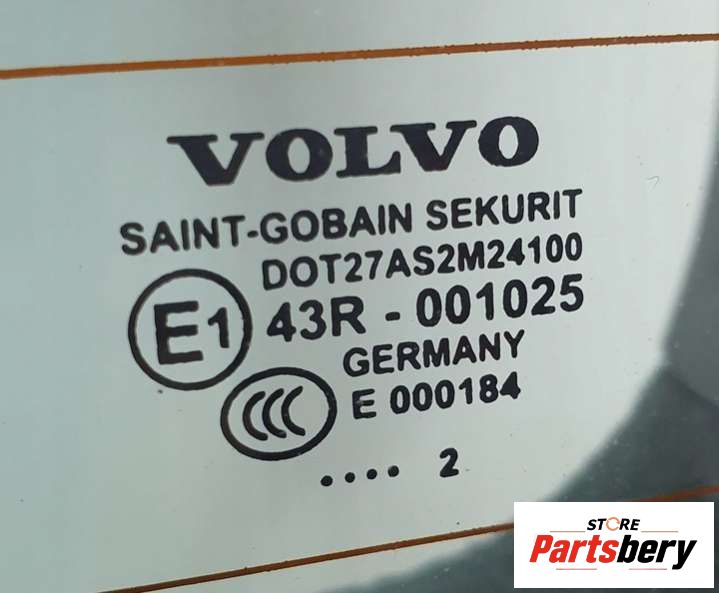 VOLVO
SAINT-GOBAIN SEKURIT
DOT27AS2M24100
E1 43R - 001025
GERMANY
CCC E 000184
.... 2
STORE
Partsbery